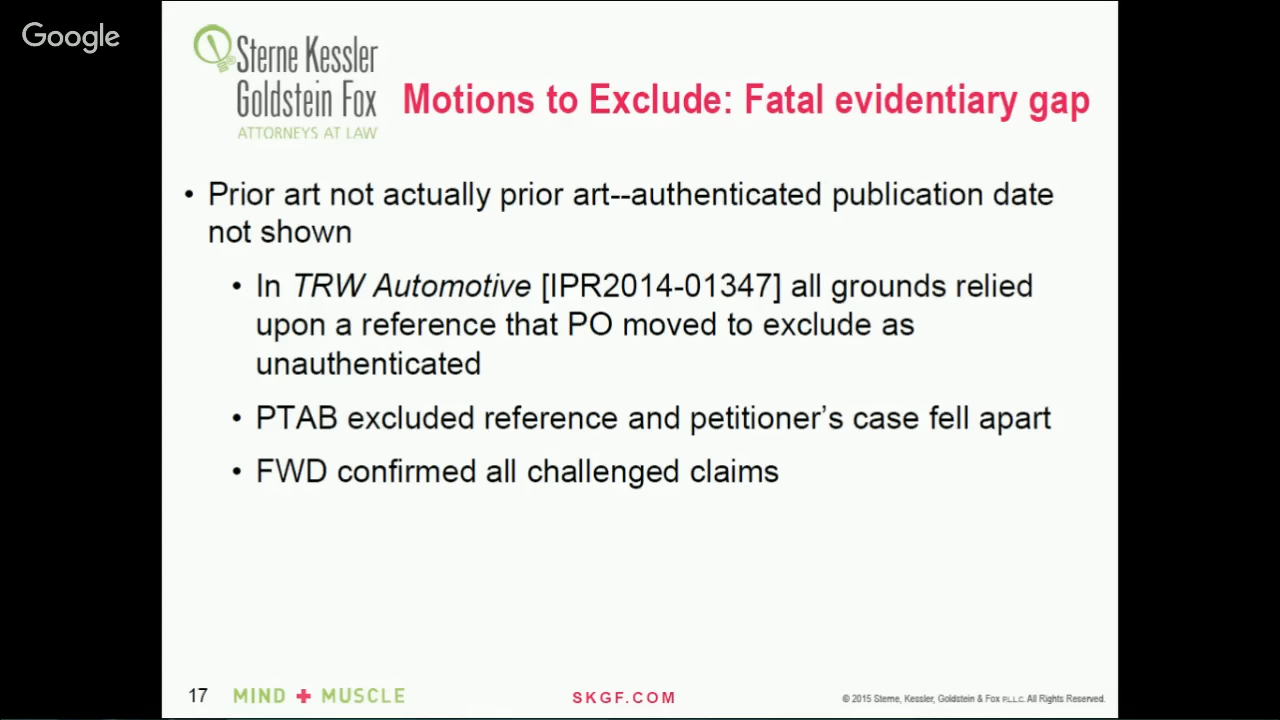 Google
Sterne Kessler
Goldstein Fox
ATTORNEYS AT LAW
Motions to Exclude: Fatal evidentiary gap
• Prior art not actually prior art--authenticated publication date
not shown
• In TRW Automotive [IPR2014-01347] all grounds relied
upon a reference that PO moved to exclude as
unauthenticated
• PTAB excluded reference and petitioner’s case fell apart
• FWD confirmed all challenged claims
17 MIND + MUSCLE SKGF.COM © 2015 Sterne, Kessler, Goldstein & Fox P.L.L.C. All Rights Reserved.